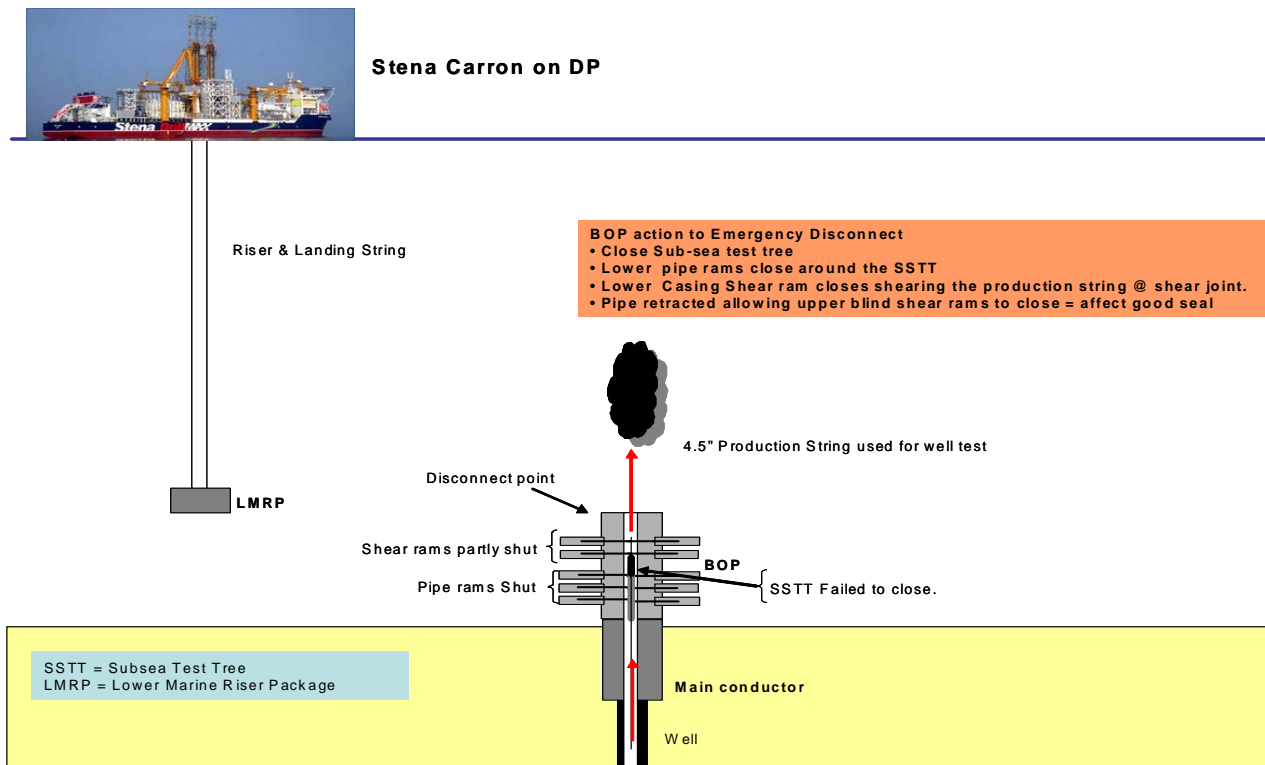 Stena Carron on DP
Stena DrillMAX
Riser & Landing String
BOP action to Emergency Disconnect
• Close Sub-sea test tree
• Lower pipe rams close around the SSTT
• Lower Casing Shear ram closes shearing the production string @ shear joint.
• Pipe retracted allowing upper blind shear rams to close = affect good seal
4.5” Production String used for well test
Disconnect point
LMRP
Shear rams partly shut
BOP
Pipe rams Shut
SSTT Failed to close.
SSTT = Subsea Test Tree
LMRP = Lower Marine Riser Package
Main conductor
Well